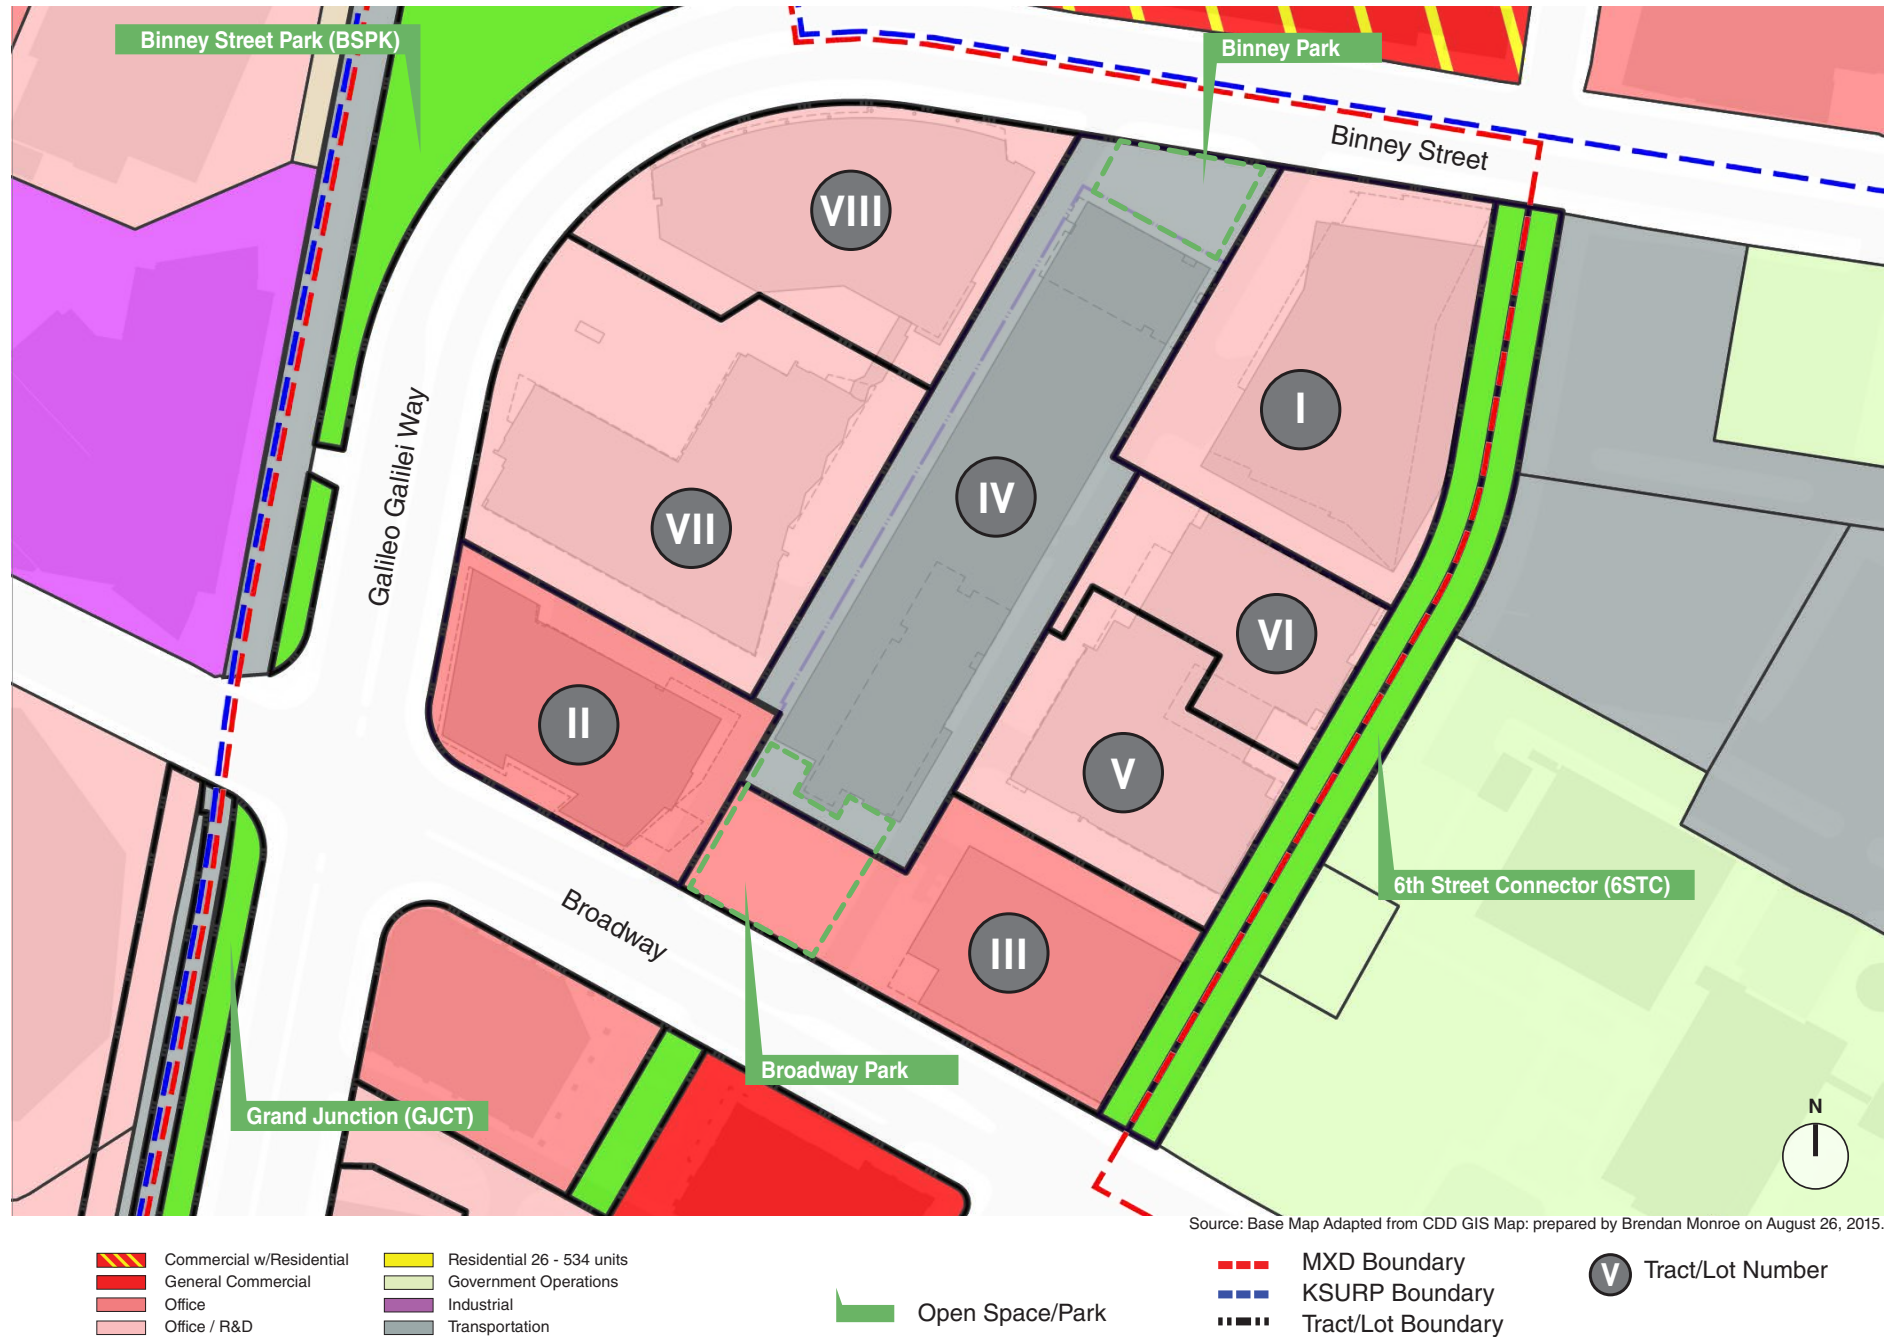 Binney Street Park (BSPK)
Binney Park
Binney Street
VIII
I
Galileo Galilei Way
IV
VII
VI
II
V
6th Street Connector (6STC)
Broadway
III
Broadway Park
Grand Junction (GJCT)
N
Source: Base Map Adapted from CDD GIS Map: prepared by Brendan Monroe on August 26, 2015.
Commercial w/Residential
General Commercial
Office
Office / R&D
Residential 26 - 534 units
Government Operations
Industrial
Transportation
Open Space/Park
MXD Boundary
KSURP Boundary
Tract/Lot Boundary
V
Tract/Lot Number